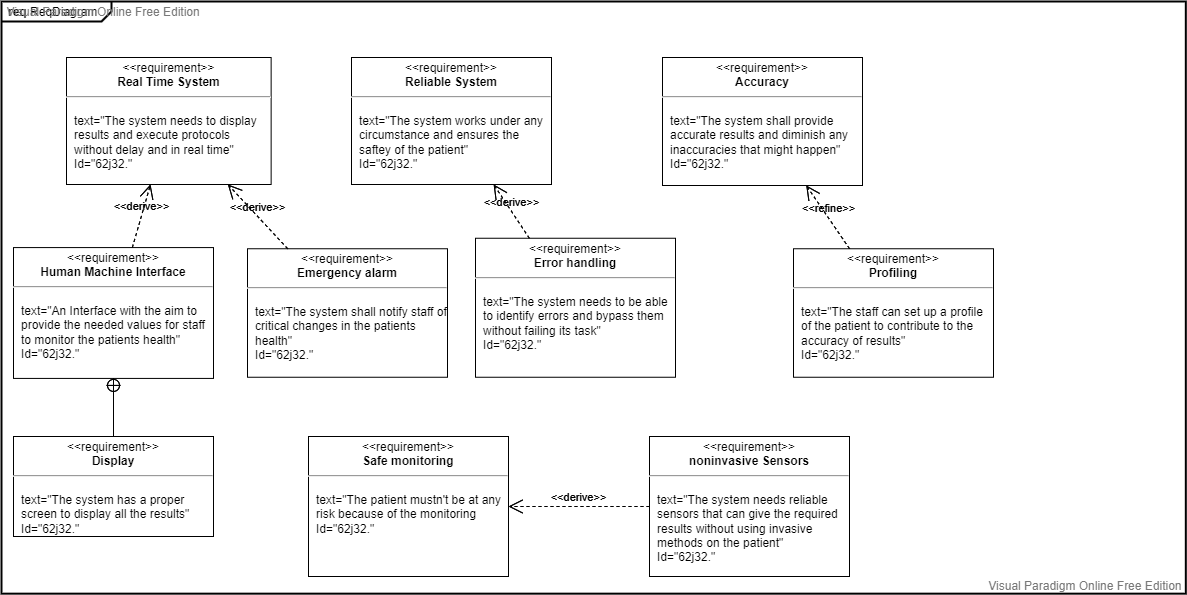 req ReqDiagram
Visual Paradigm Online Free Edition
<<requirement>>
Real Time System
text="The system needs to display
results and execute protocols
without delay and in real time"
Id="62j32."
<<requirement>>
Reliable System
text="The system works under any
circumstance and ensures the
saftey of the patient"
Id="62j32."
<<requirement>>
Accuracy
text="The system shall provide
accurate results and diminish any
inaccuracies that might happen"
Id="62j32."
<<derive>>
<<derive>>
<<derive>>
<<refine>>
<<requirement>>
Human Machine Interface
text="An Interface with the aim to
provide the needed values for staff
to monitor the patients health"
Id="62j32."
<<requirement>>
Emergency alarm
text="The system shall notify staff of
critical changes in the patients
health"
Id="62j32."
<<requirement>>
Error handling
text="The system needs to be able
to identify errors and bypass them
without failing its task"
Id="62j32."
<<requirement>>
Profiling
text="The staff can set up a profile
of the patient to contribute to the
accuracy of results"
Id="62j32."
<<requirement>>
Display
text="The system has a proper
screen to display all the results"
Id="62j32."
<<requirement>>
Safe monitoring
text="The patient mustn't be at any
risk because of the monitoring
Id="62j32."
<<derive>>
<<requirement>>
noninvasive Sensors
text="The system needs reliable
sensors that can give the required
results without using invasive
methods on the patient"
Id="62j32."
Visual Paradigm Online Free Edition